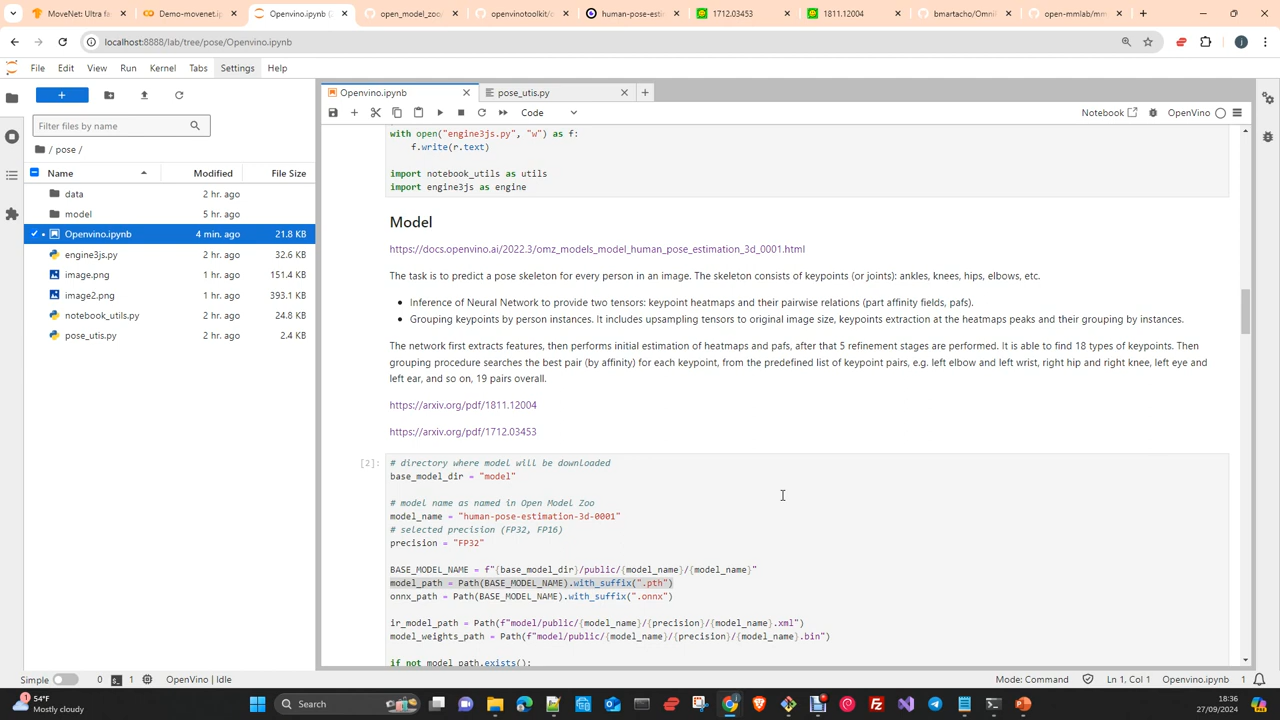 MoveNet: Ultra fa
Demo-movenet.ip
Openvino.ipynb
open_model_zoo
openvinotoolkit/c
human-pose-esti
1712.03453
1811.12004
bmartacho/Omnil
open-mmlab/mm
localhost:8888/lab/tree/pose/Openvino.ipynb
File Edit View Run Kernel Tabs Settings Help
Openvino.ipynb
pose_utis.py
Filter files by name
Code
Notebook
OpenVino
/ pose /
Name Modified File Size
data 2 hr. ago
model 5 hr. ago
Openvino.ipynb 4 min. ago 21.8 KB
engine3js.py 2 hr. ago 32.6 KB
image.png 1 hr. ago 151.4 KB
image2.png 1 hr. ago 393.1 KB
notebook_utils.py 2 hr. ago 24.8 KB
pose_utis.py 2 hr. ago 2.4 KB
with open("engine3js.py", "w") as f:
f.write(r.text)
import notebook_utils as utils
import engine3js as engine
Model
https://docs.openvino.ai/2022.3/omz_models_model_human_pose_estimation_3d_0001.html
The task is to predict a pose skeleton for every person in an image. The skeleton consists of keypoints (or joints): ankles, knees, hips, elbows, etc.
• Inference of Neural Network to provide two tensors: keypoint heatmaps and their pairwise relations (part affinity fields, pafs).
• Grouping keypoints by person instances. It includes upsampling tensors to original image size, keypoints extraction at the heatmaps peaks and their grouping by instances.
The network first extracts features, then performs initial estimation of heatmaps and pafs, after that 5 refinement stages are performed. It is able to find 18 types of keypoints. Then
grouping procedure searches the best pair (by affinity) for each keypoint, from the predefined list of keypoint pairs, e.g. left elbow and left wrist, right hip and right knee, left eye and
left ear, and so on, 19 pairs overall.
https://arxiv.org/pdf/1811.12004
https://arxiv.org/pdf/1712.03453
[2]:
# directory where model will be downloaded
base_model_dir = "model"
# model name as named in Open Model Zoo
model_name = "human-pose-estimation-3d-0001"
# selected precision (FP32, FP16)
precision = "FP32"
BASE_MODEL_NAME = f"{base_model_dir}/public/{model_name}/{model_name}"
model_path = Path(BASE_MODEL_NAME).with_suffix(".pth")
onnx_path = Path(BASE_MODEL_NAME).with_suffix(".onnx")
ir_model_path = Path(f"model/public/{model_name}/{precision}/{model_name}.xml")
model_weights_path = Path(f"model/public/{model_name}/{precision}/{model_name}.bin")
if not model_path.exists():
Simple 0 1 OpenVino | Idle
Mode: Command Ln 1, Col 1 Openvino.ipynb 1
54°F
Mostly cloudy
Search
18:36
27/09/2024